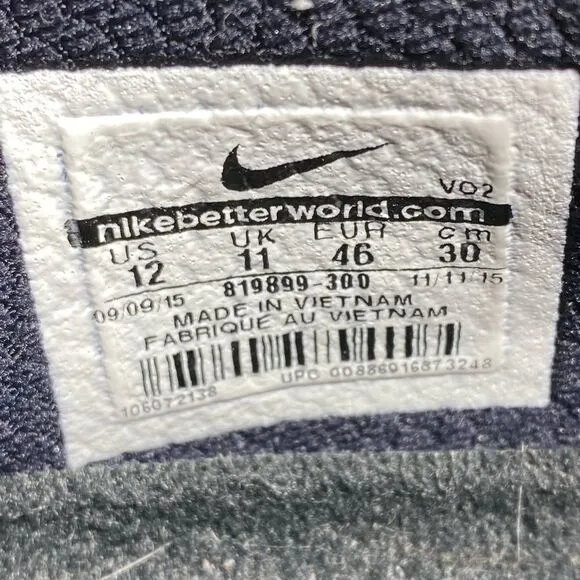 VO2
nikebetterworld.com
US UK EUR cm
12 11 46 30
09/09/15 819899-300 11/11/15
MADE IN VIETNAM
FABRIQUE AU VIETNAM
106072138 UPC 00886916873248